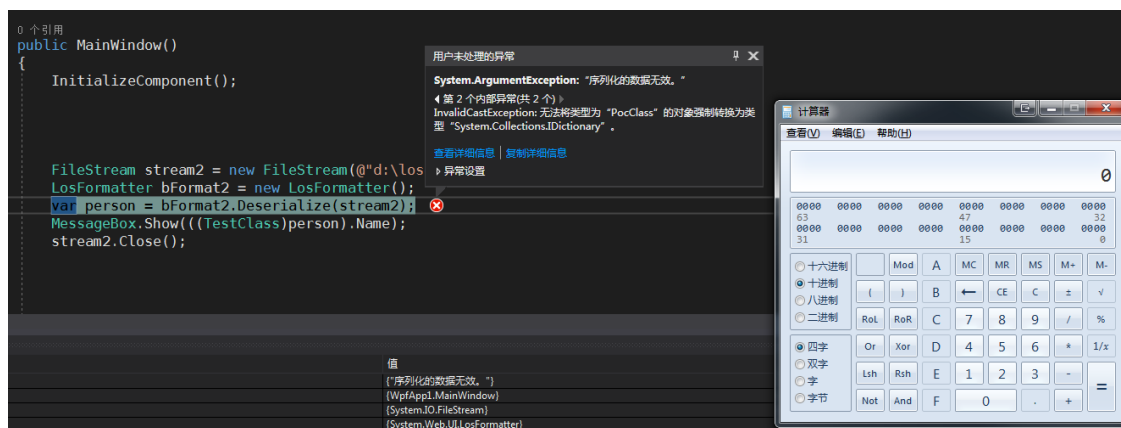 0 个引用
public MainWindow()
{
InitializeComponent();
FileStream stream2 = new FileStream(@"d:\los
LosFormatter bFormat2 = new LosFormatter();
var person = bFormat2.Deserialize(stream2);
MessageBox.Show(((TestClass)person).Name);
stream2.Close();
用户未处理的异常
System.ArgumentException:“序列化的数据无效。”
第 2 个内部异常(共 2 个)
InvalidCastException: 无法将类型为“PocClass”的对象强制转换为类
型“System.Collections.IDictionary”。
查看详细信息 | 复制详细信息
异常设置
值
{"序列化的数据无效。"}
{WpfApp1.MainWindow}
{System.IO.FileStream}
{System.Web.UI.LosFormatter}
计算器
查看(V) 编辑(E) 帮助(H)
0
0000 0000 0000 0000 0000 0000 0000 0000
63 47 32
0000 0000 0000 0000 0000 0000 0000 0000
31 15 0
十六进制 Mod A MC MR MS M+ M-
十进制 ( ) B ← CE C ± √
八进制
二进制 RoL RoR C 7 8 9 / %
四字 Or Xor D 4 5 6 * 1/x
双字
字 Lsh Rsh E 1 2 3 - =
字节 Not And F 0 . +